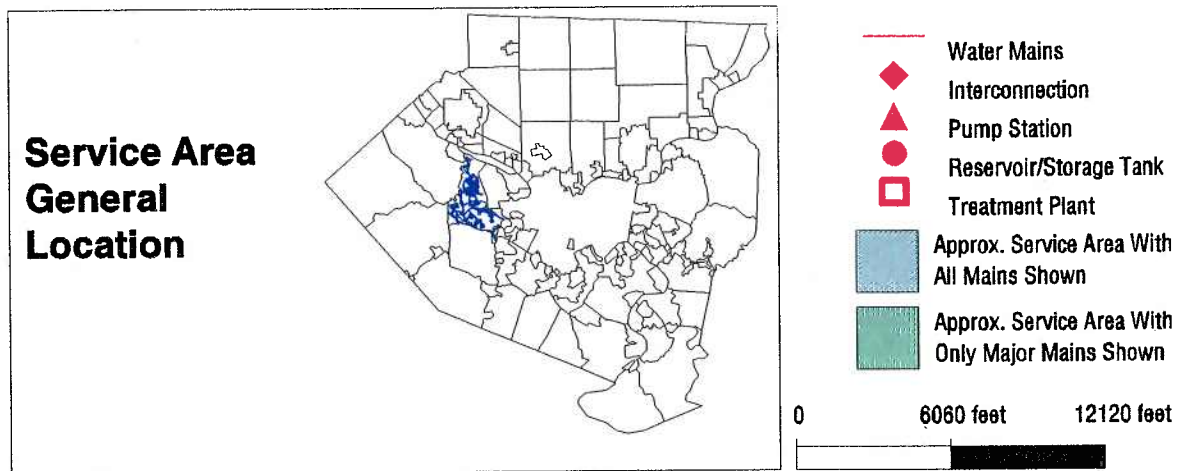 Service Area
General
Location
Water Mains
Interconnection
Pump Station
Reservoir/Storage Tank
Treatment Plant
Approx. Service Area With
All Mains Shown
Approx. Service Area With
Only Major Mains Shown
0 6060 feet 12120 feet